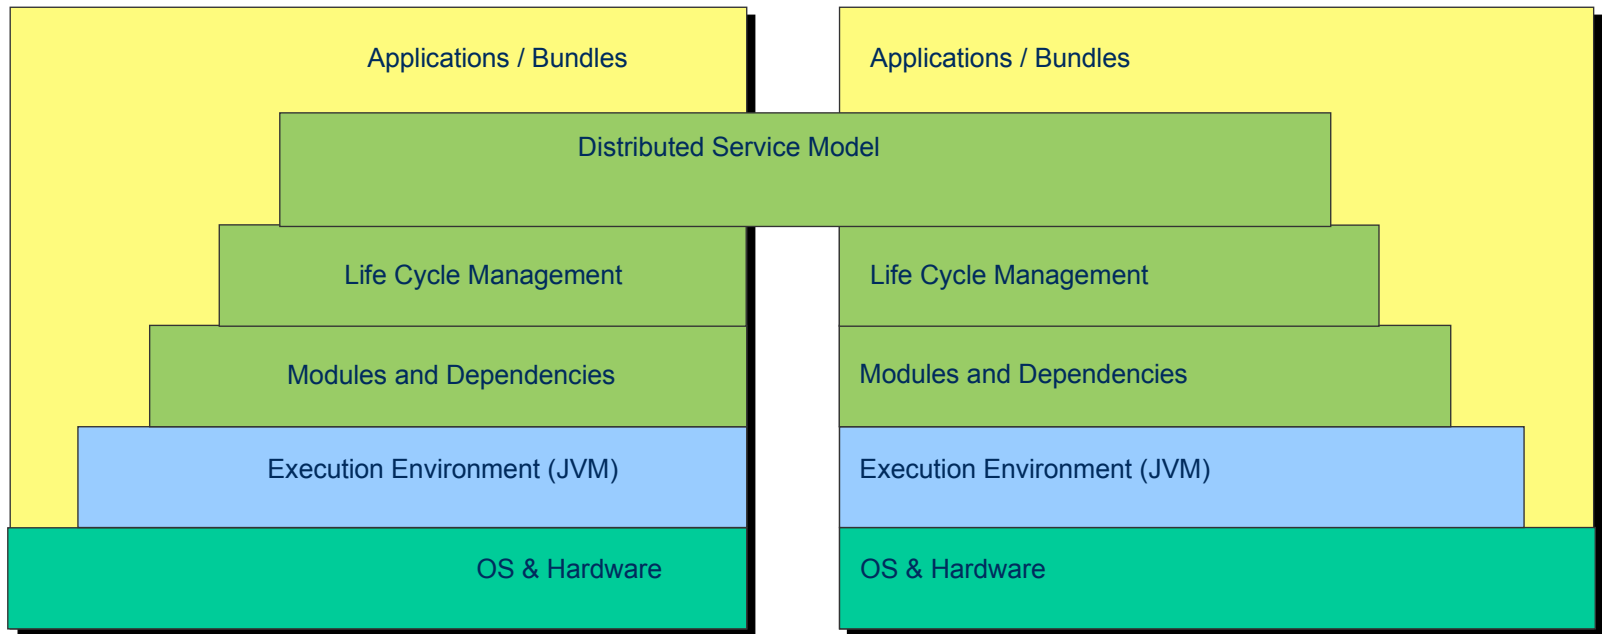 Applications / Bundles
Applications / Bundles
Distributed Service Model
Life Cycle Management
Life Cycle Management
Modules and Dependencies
Modules and Dependencies
Execution Environment (JVM)
Execution Environment (JVM)
OS & Hardware
OS & Hardware